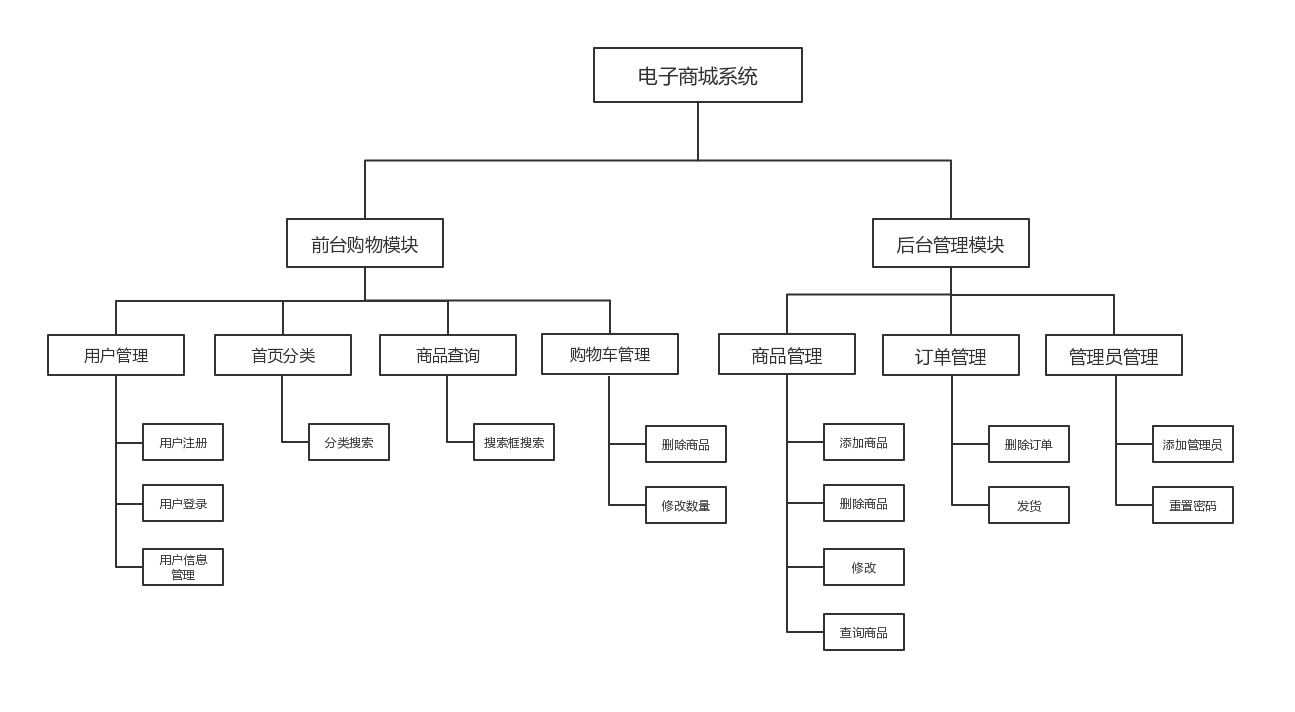 电子商城系统
前台购物模块
后台管理模块
用户管理
首页分类
商品查询
购物车管理
商品管理
订单管理
管理员管理
用户注册
分类搜索
搜索框搜索
删除商品
添加商品
删除订单
添加管理员
用户登录
修改数量
删除商品
发货
重置密码
用户信息
管理
修改
查询商品